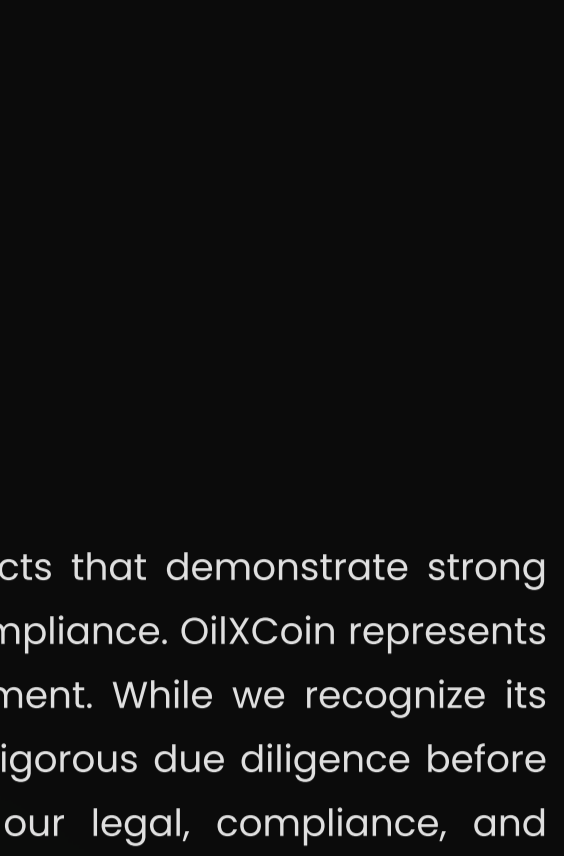 cts that demonstrate strong
mpliance. OilXCoin represents
ment. While we recognize its
igorous due diligence before
our legal, compliance, and